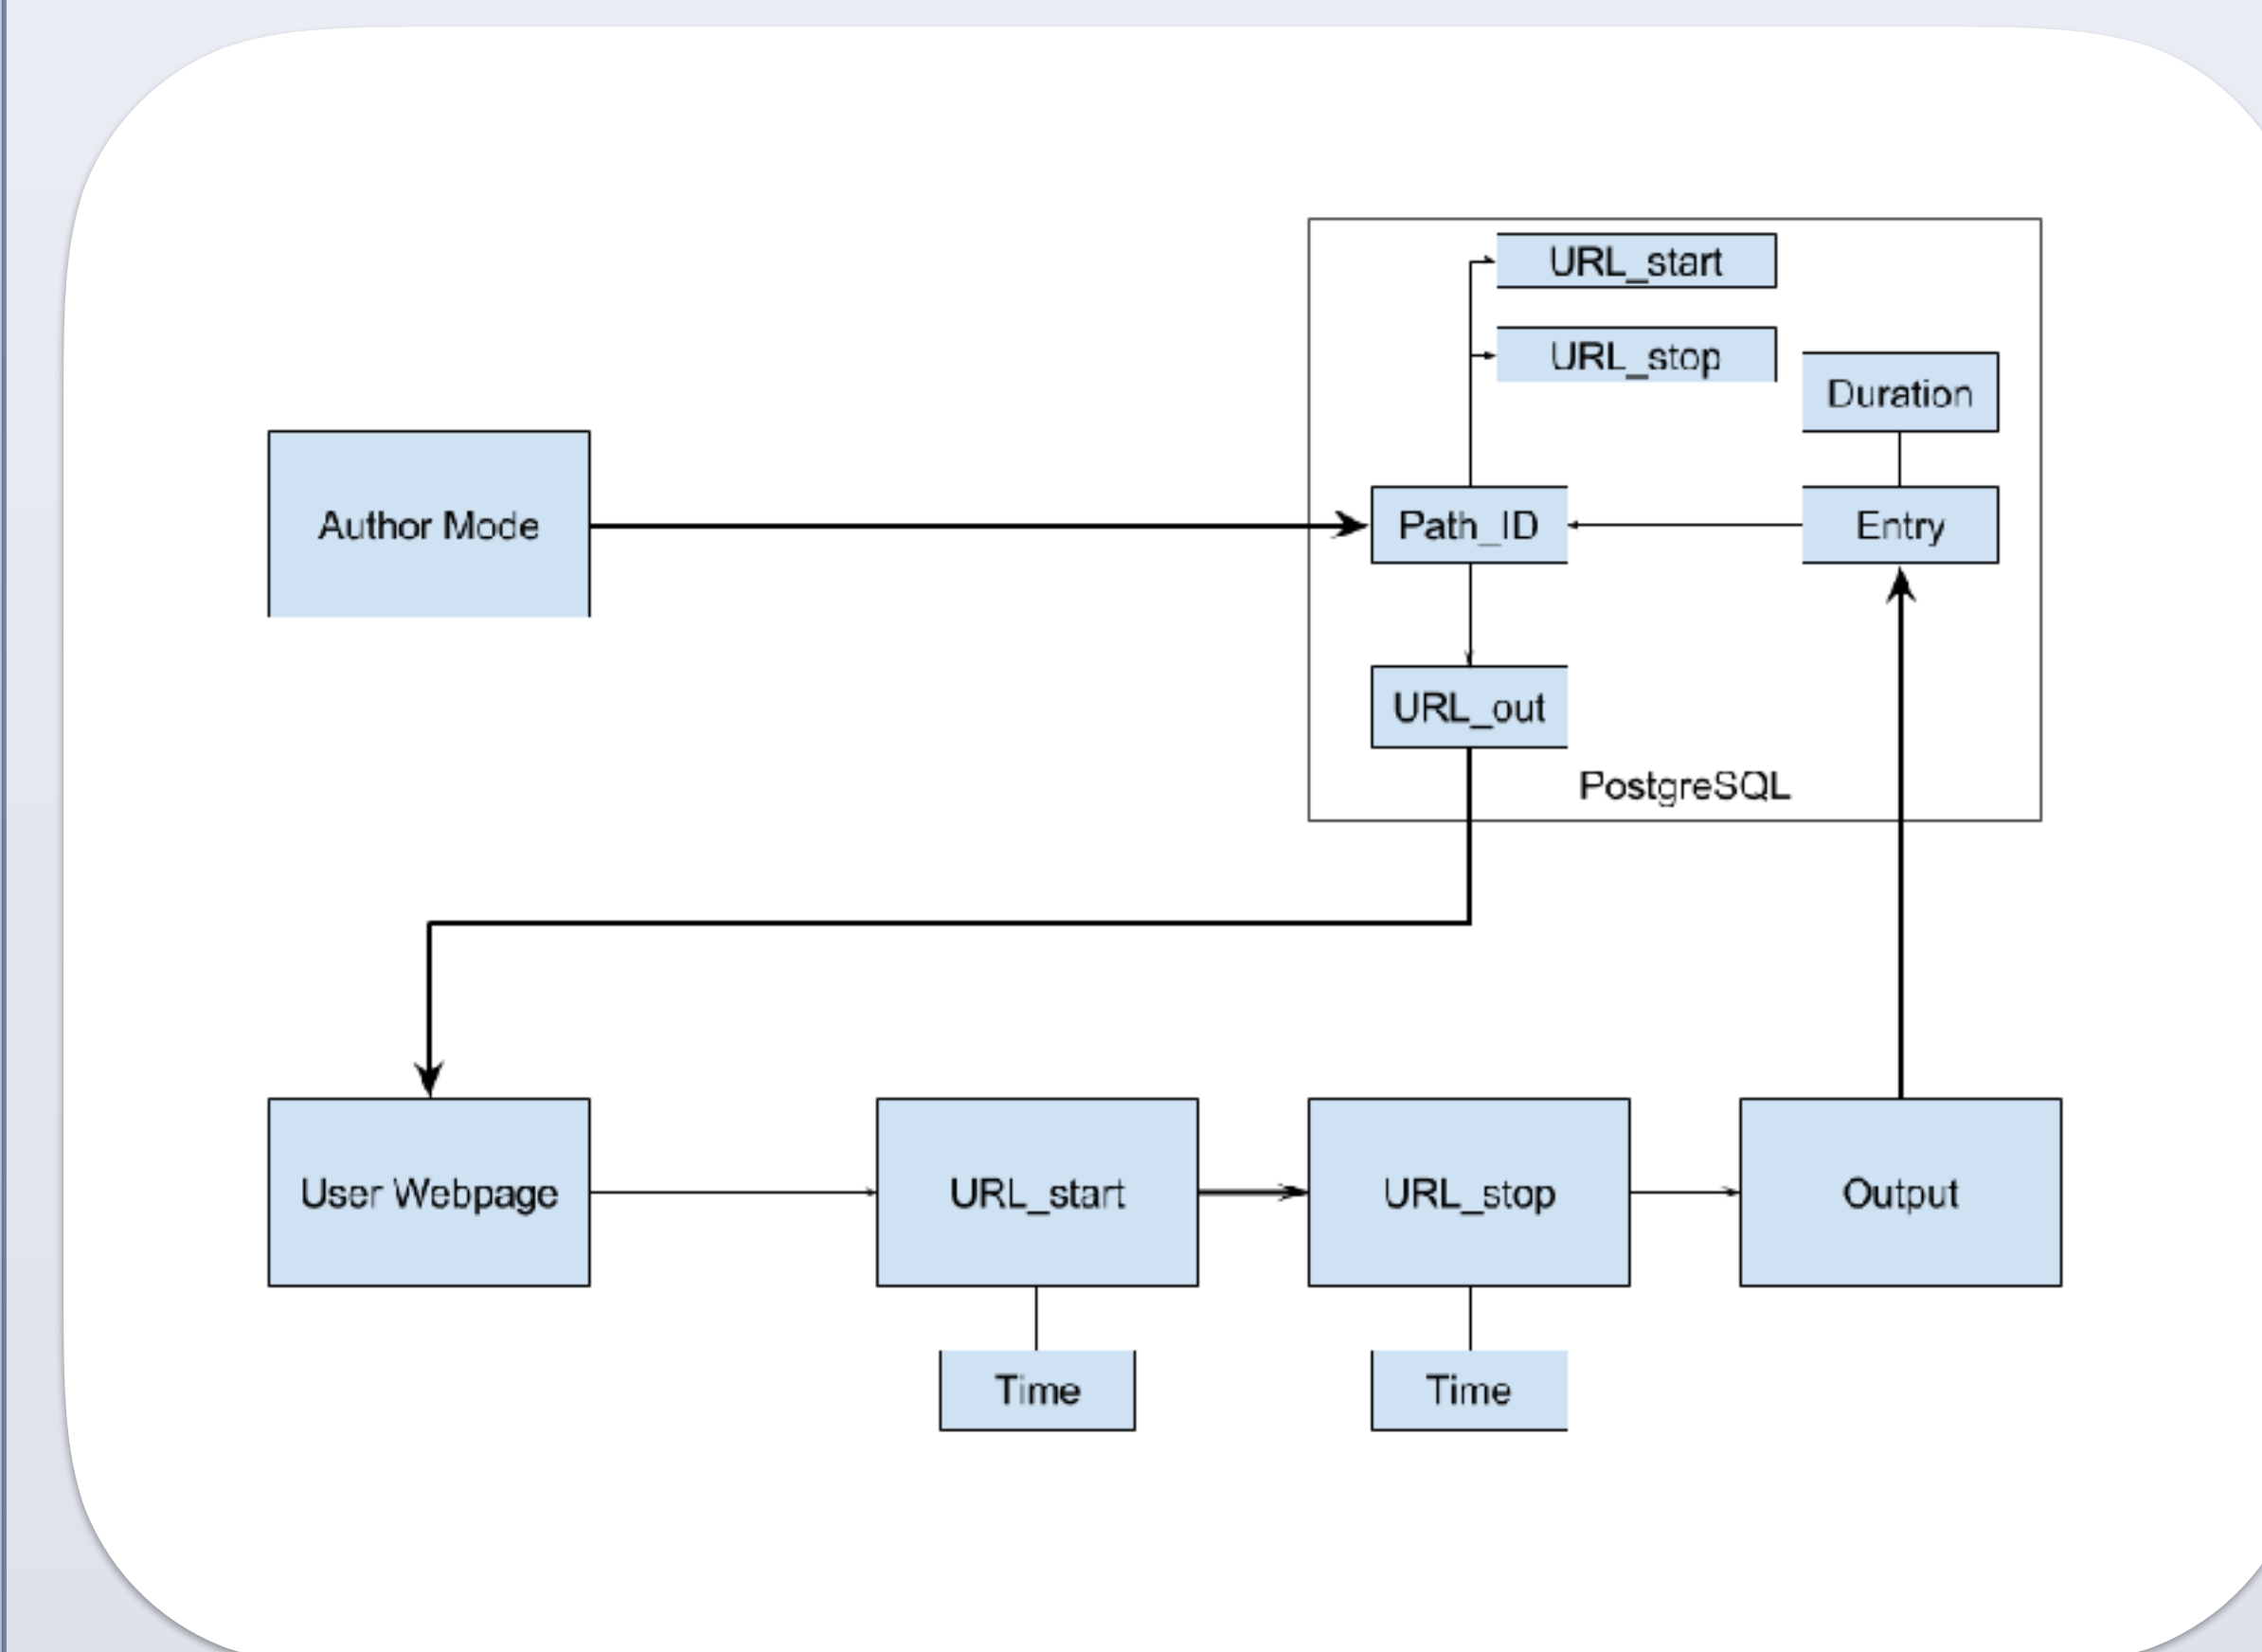 URL_start
URL_stop
Duration
Author Mode
Path_ID
Entry
URL_out
PostgreSQL
User Webpage
URL_start
URL_stop
Output
Time
Time